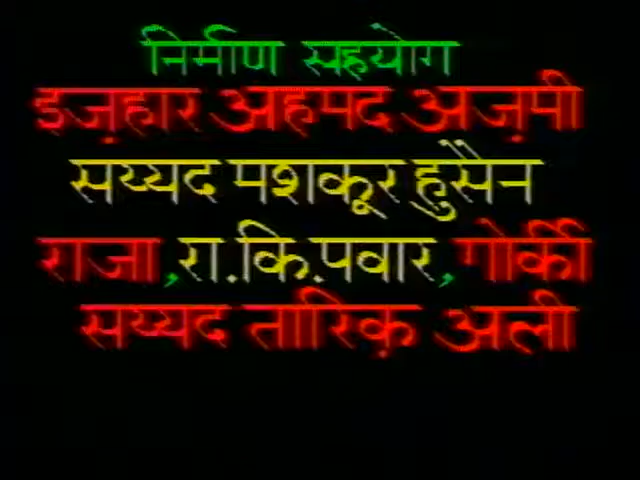 निर्माण सहयोग
इज़हार अहमद अज़मी
सय्यद मशकूर हुसैन
राजा,रा.कि.पवार,गोर्की
सय्यद तारिक़ अली